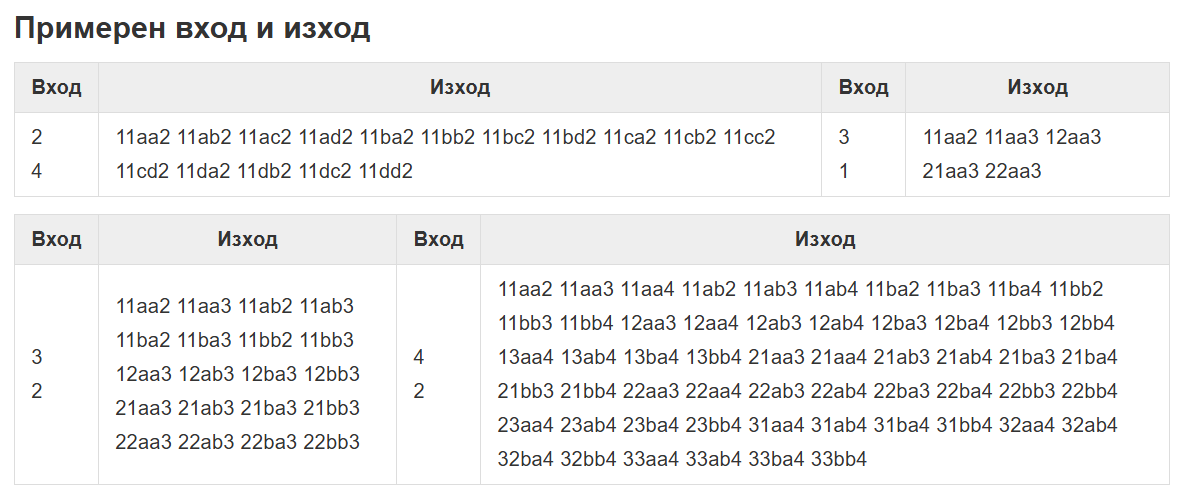 Примерен вход и изход
Вход Изход Вход Изход
2 11aa2 11ab2 11ac2 11ad2 11ba2 11bb2 11bc2 11bd2 11ca2 11cb2 11cc2 3 11aa2 11aa3 12aa3
4 11cd2 11da2 11db2 11dc2 11dd2 1 21aa3 22aa3
Вход Изход Вход Изход
3
2
11aa2 11aa3 11ab2 11ab3
11ba2 11ba3 11bb2 11bb3
12aa3 12ab3 12ba3 12bb3
21aa3 21ab3 21ba3 21bb3
22aa3 22ab3 22ba3 22bb3
4
2
11aa2 11aa3 11aa4 11ab2 11ab3 11ab4 11ba2 11ba3 11ba4 11bb2
11bb3 11bb4 12aa3 12aa4 12ab3 12ab4 12ba3 12ba4 12bb3 12bb4
13aa4 13ab4 13ba4 13bb4 21aa3 21aa4 21ab3 21ab4 21ba3 21ba4
21bb3 21bb4 22aa3 22aa4 22ab3 22ab4 22ba3 22ba4 22bb3 22bb4
23aa4 23ab4 23ba4 23bb4 31aa4 31ab4 31ba4 31bb4 32aa4 32ab4
32ba4 32bb4 33aa4 33ab4 33ba4 33bb4